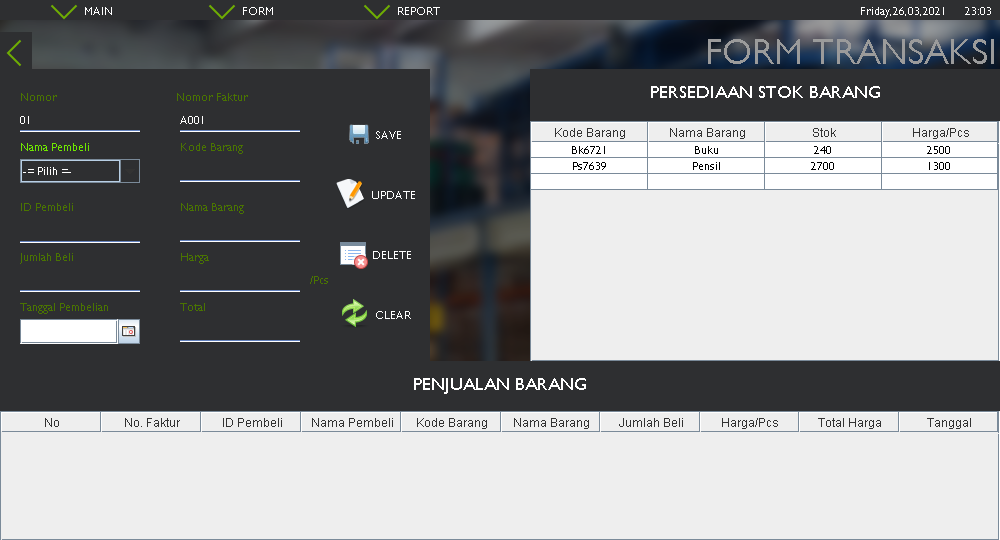 MAIN FORM REPORT Friday,26,03,2021 23:03
FORM TRANSAKSI
Nomor Nomor Faktur
01 A001
SAVE
Nama Pembeli Kode Barang
-= Pilih =-
UPDATE
ID Pembeli Nama Barang
DELETE
Jumlah Beli Harga
/Pcs
Tanggal Pembelian Total
CLEAR
PERSEDIAAN STOK BARANG
Kode Barang Nama Barang Stok Harga/Pcs
Bk6721 Buku 240 2500
Ps7639 Pensil 2700 1300
PENJUALAN BARANG
No No. Faktur ID Pembeli Nama Pembeli Kode Barang Nama Barang Jumlah Beli Harga/Pcs Total Harga Tanggal